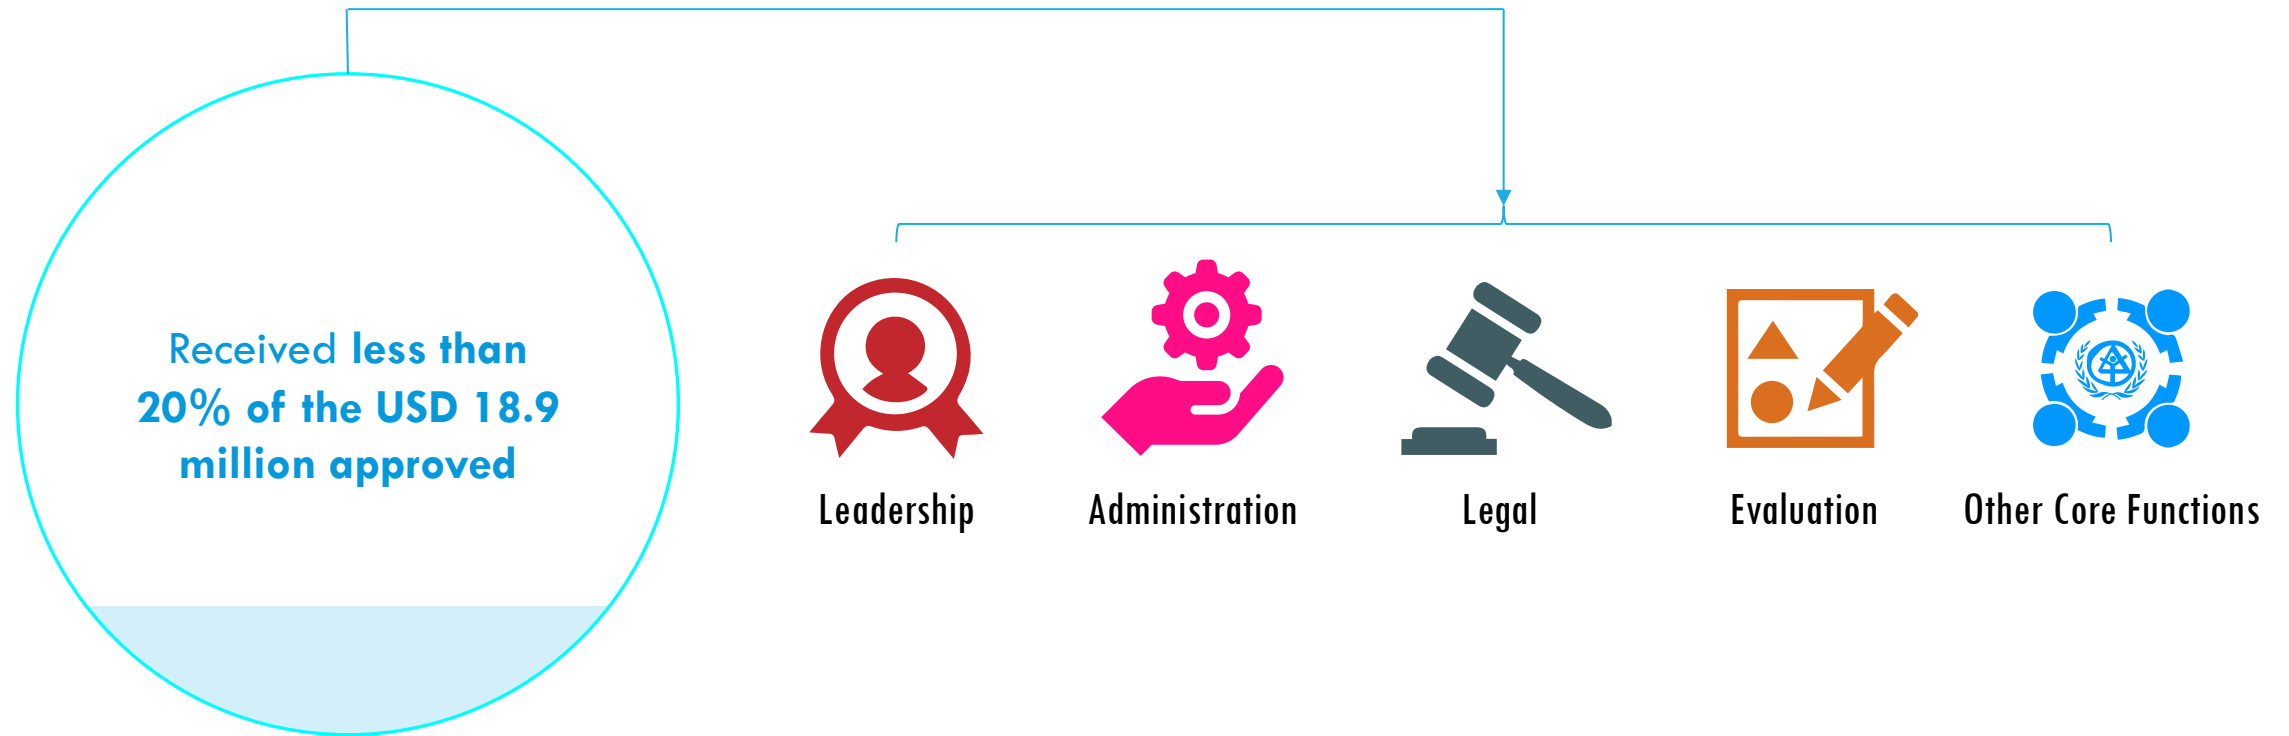 Received less than
20% of the USD 18.9
million approved
Leadership
Administration
Legal
Evaluation
Other Core Functions